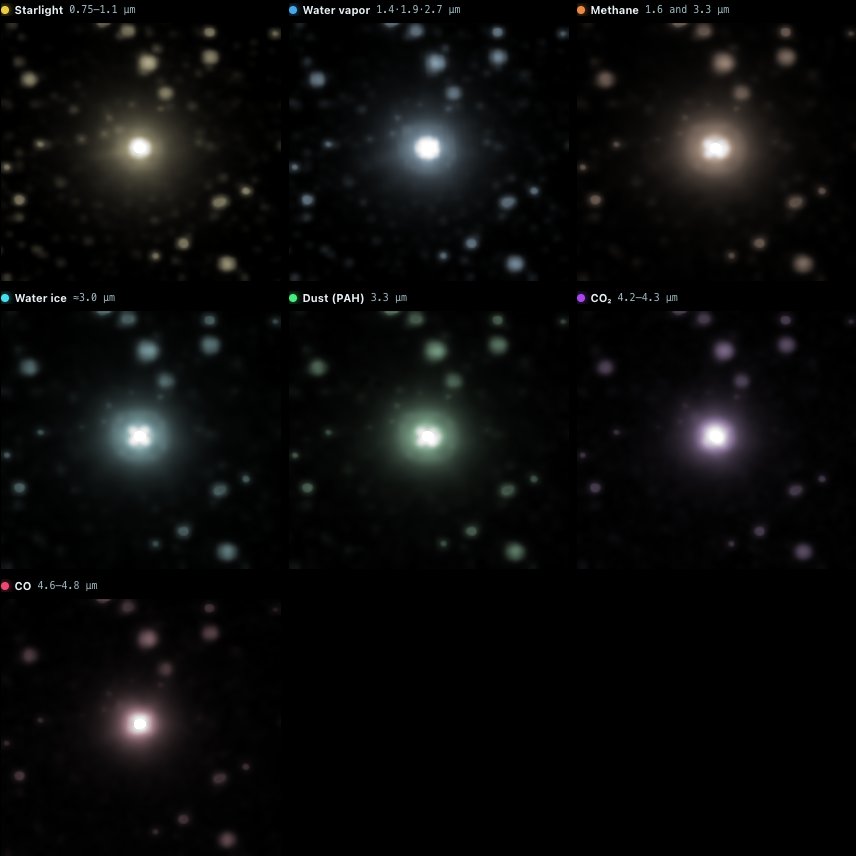 Starlight 0.75–1.1 μm
Water vapor 1.4·1.9·2.7 μm
Methane 1.6 and 3.3 μm
Water ice ≈3.0 μm
Dust (PAH) 3.3 μm
CO₂ 4.2–4.3 μm
CO 4.6–4.8 μm